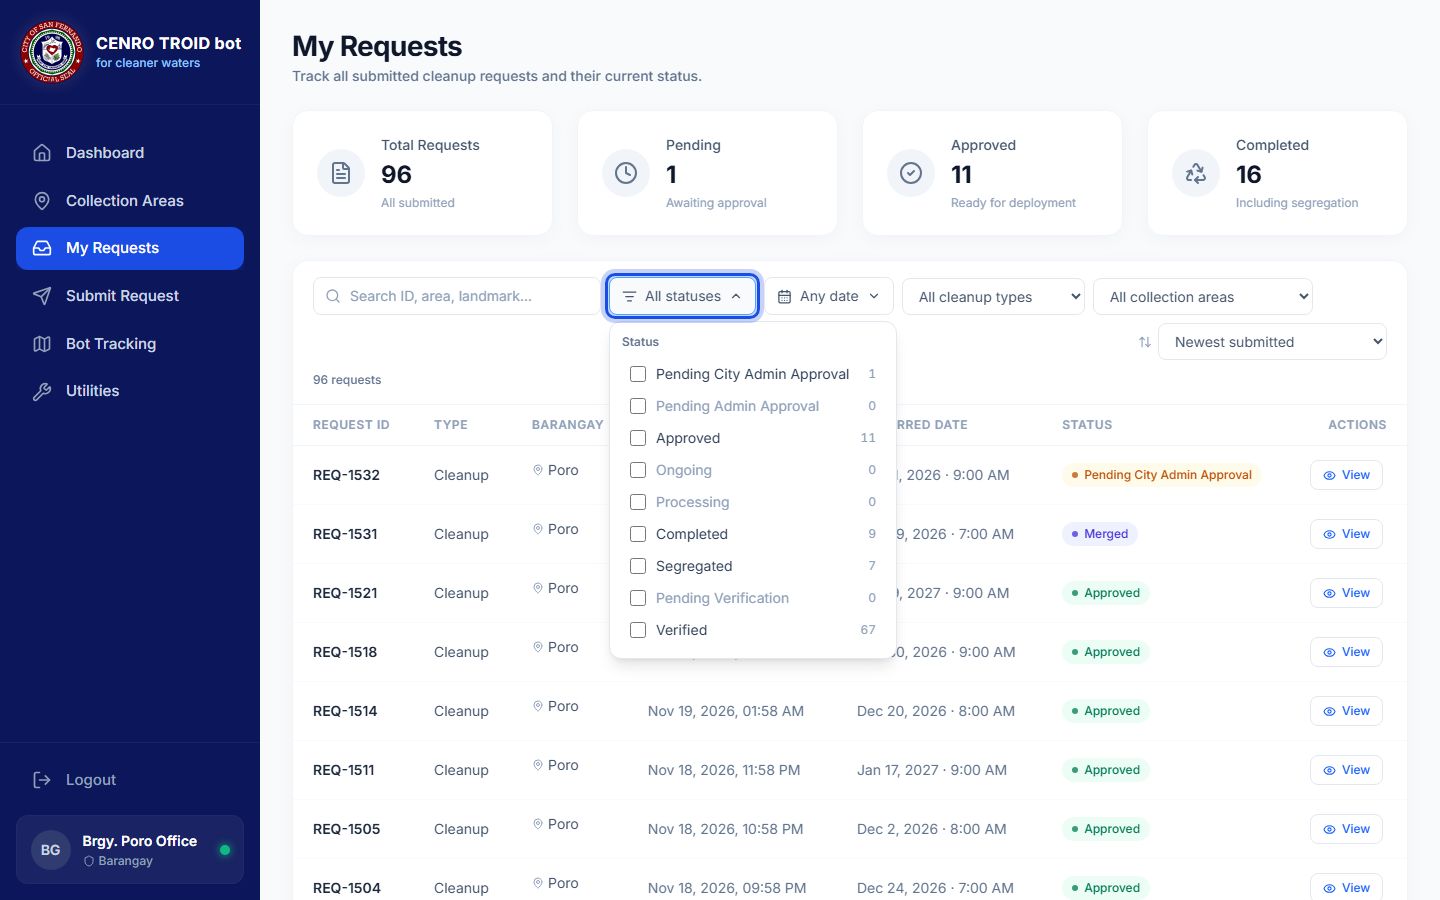 CITY OF SAN FERNANDO
OFFICIAL SEAL
CENRO TROID bot
for cleaner waters
Dashboard
Collection Areas
My Requests
Submit Request
Bot Tracking
Utilities
Logout
BG
Brgy. Poro Office
Barangay
My Requests
Track all submitted cleanup requests and their current status.
Total Requests
96
All submitted
Pending
1
Awaiting approval
Approved
11
Ready for deployment
Completed
16
Including segregation
Search ID, area, landmark...
All statuses
Any date
All cleanup types
All collection areas
Newest submitted
Status
Pending City Admin Approval 1
Pending Admin Approval 0
Approved 11
Ongoing 0
Processing 0
Completed 9
Segregated 7
Pending Verification 0
Verified 67
96 requests
REQUEST ID TYPE BARANGAY RRED DATE STATUS ACTIONS
REQ-1532 Cleanup Poro , 2026 · 9:00 AM Pending City Admin Approval View
REQ-1531 Cleanup Poro 9, 2026 · 7:00 AM Merged View
REQ-1521 Cleanup Poro , 2027 · 9:00 AM Approved View
REQ-1518 Cleanup Poro 0, 2026 · 9:00 AM Approved View
REQ-1514 Cleanup Poro Nov 19, 2026, 01:58 AM Dec 20, 2026 · 8:00 AM Approved View
REQ-1511 Cleanup Poro Nov 18, 2026, 11:58 PM Jan 17, 2027 · 9:00 AM Approved View
REQ-1505 Cleanup Poro Nov 18, 2026, 10:58 PM Dec 2, 2026 · 8:00 AM Approved View
REQ-1504 Cleanup Poro Nov 18, 2026, 09:58 PM Dec 24, 2026 · 7:00 AM Approved View